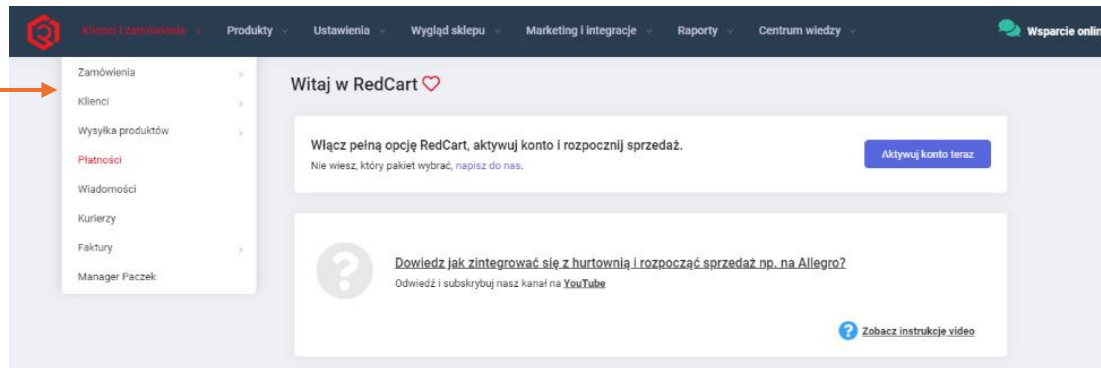 Klienci i zamówienia Produkty Ustawienia Wygląd sklepu Marketing i integracje Raporty Centrum wiedzy Wsparcie onlin
Zamówienia
Klienci
Wysyłka produktów
Płatności
Wiadomości
Kurierzy
Faktury
Manager Paczek
Witaj w RedCart
Włącz pełną opcję RedCart, aktywuj konto i rozpocznij sprzedaż.
Nie wiesz, który pakiet wybrać, napisz do nas.
Aktywuj konto teraz
Dowiedz jak zintegrować się z hurtownią i rozpocząć sprzedaż np. na Allegro?
Odwiedź i subskrybuj nasz kanał na YouTube
Zobacz instrukcje video